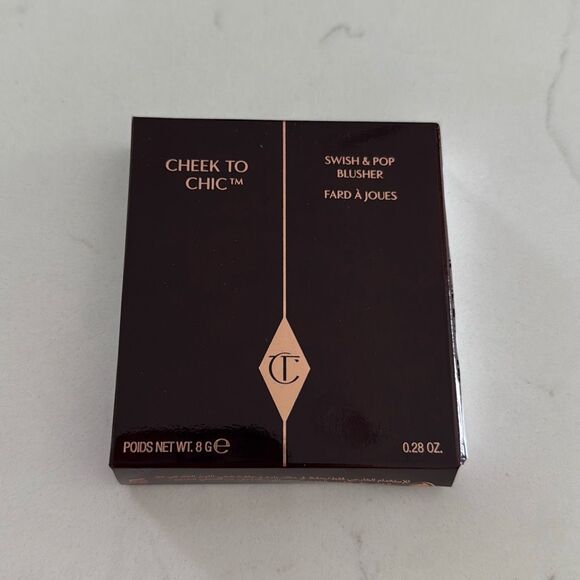 CHEEK TO
CHIC™
SWISH & POP
BLUSHER
FARD À JOUES
CT
POIDS NET WT. 8 G℮
0.28 OZ.